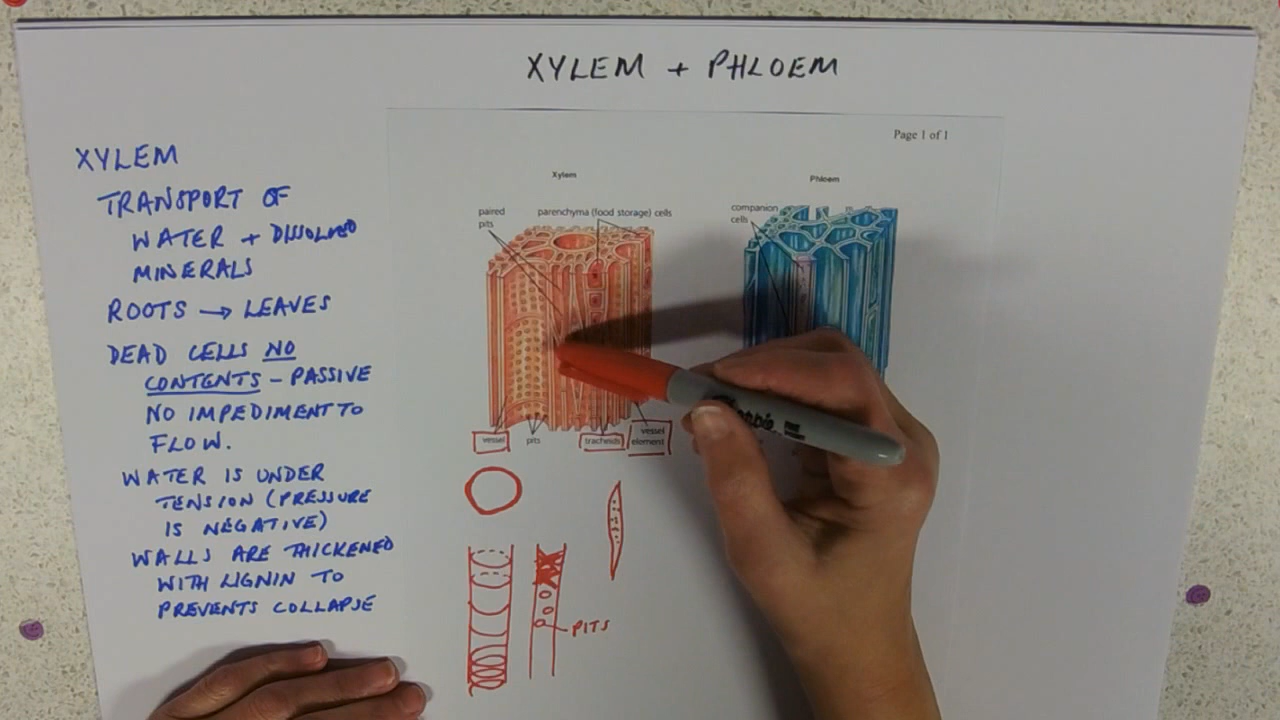 XYLEM + PHLOEM
Page 1 of 1
XYLEM
TRANSPORT OF
WATER + DISSOLVED
MINERALS
ROOTS → LEAVES
DEAD CELLS NO
CONTENTS - PASSIVE
NO IMPEDIMENT TO
FLOW.
WATER IS UNDER
TENSION (PRESSURE
IS NEGATIVE)
WALLS ARE THICKENED
WITH LIGNIN TO
PREVENTS COLLAPSE
Xylem
paired
pits
parenchyma (food storage) cells
vessel
pits
tracheids
vessel
element
PITS
Phloem
companion
cells